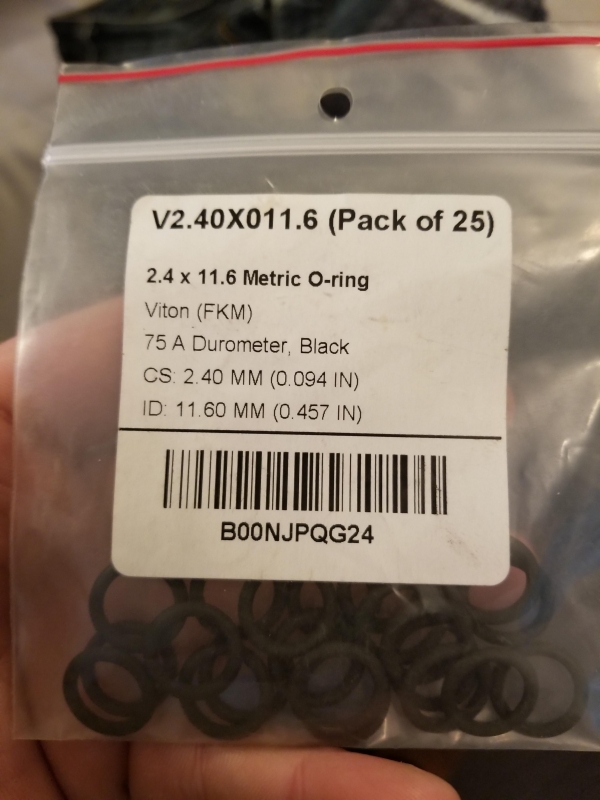 V2.40X011.6 (Pack of 25)
2.4 x 11.6 Metric O-ring
Viton (FKM)
75 A Durometer, Black
CS: 2.40 MM (0.094 IN)
ID: 11.60 MM (0.457 IN)
B00NJPQG24